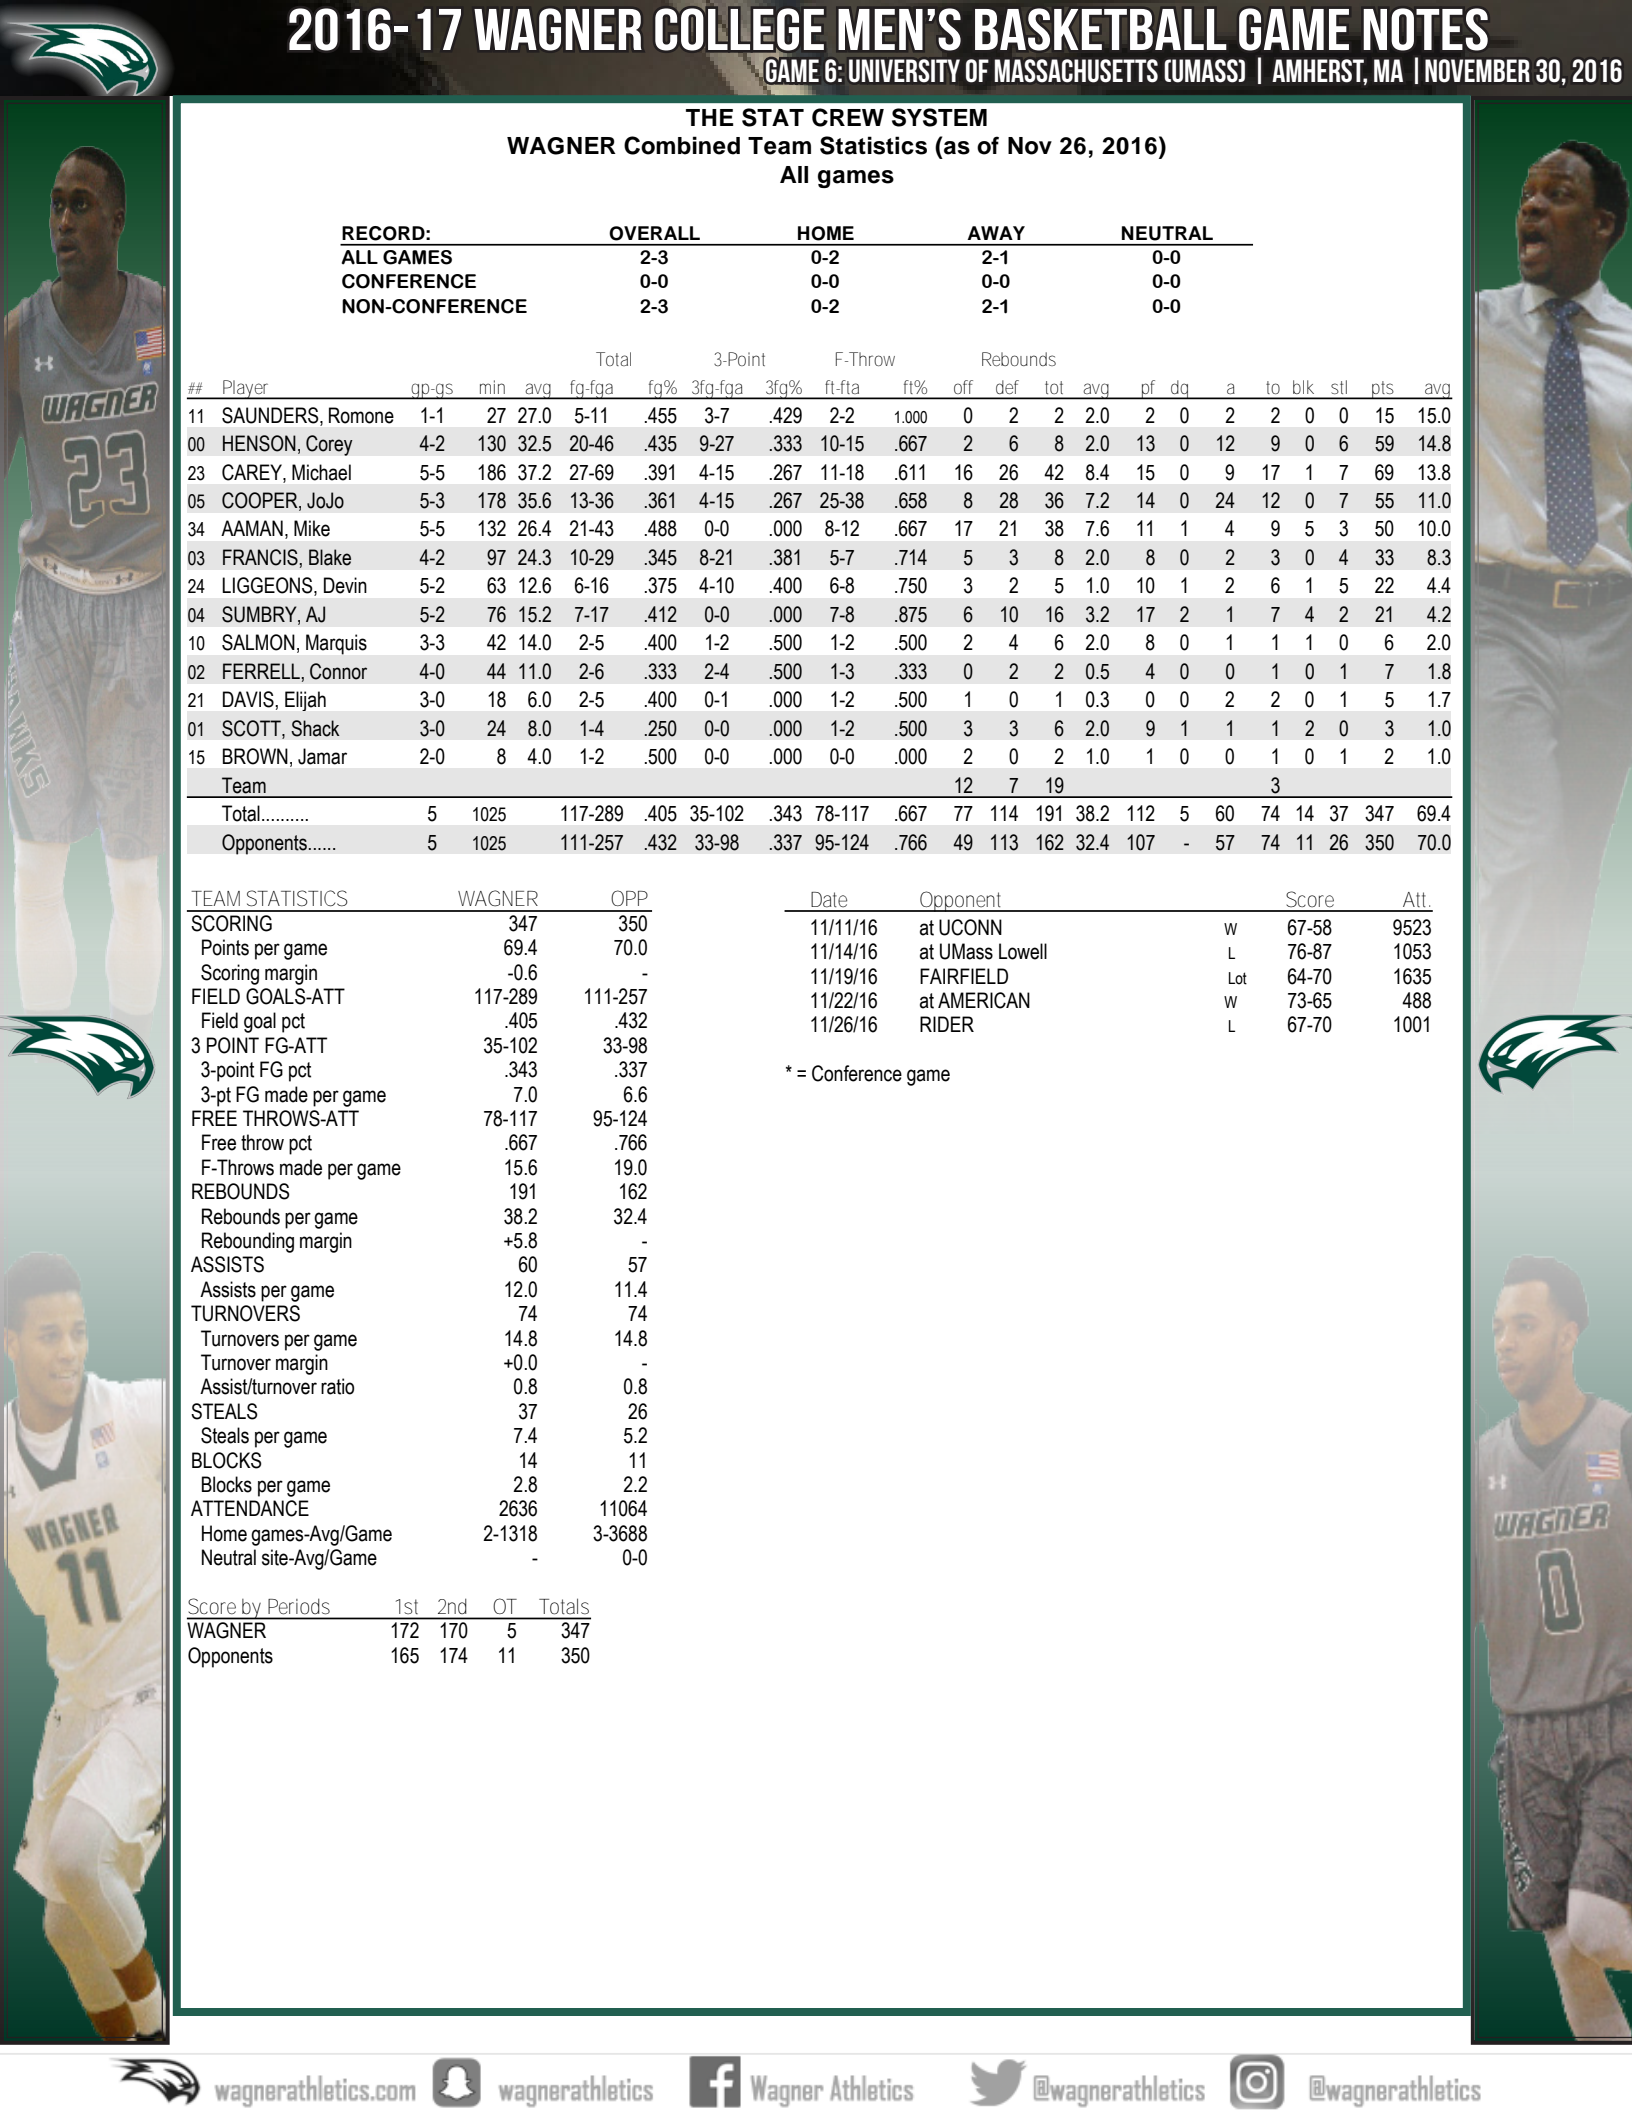 2016-17 WAGNER COLLEGE MEN'S BASKETBALL GAME NOTES
GAME 6: UNIVERSITY OF MASSACHUSETTS (UMASS) | AMHERST, MA | NOVEMBER 30, 2016
THE STAT CREW SYSTEM
WAGNER Combined Team Statistics (as of Nov 26, 2016)
All games
RECORD: OVERALL HOME AWAY NEUTRAL
ALL GAMES 2-3 0-2 2-1 0-0
CONFERENCE 0-0 0-0 0-0 0-0
NON-CONFERENCE 2-3 0-2 2-1 0-0
Total 3-Point F-Throw Rebounds
## Player gp-gs min avg fg-fga fg% 3fg-fga 3fg% ft-fta ft% off def tot avg pf dq a to blk stl pts avg
11 SAUNDERS, Romone 1-1 27 27.0 5-11 .455 3-7 .429 2-2 1.000 0 2 2 2.0 2 0 2 2 0 0 15 15.0
00 HENSON, Corey 4-2 130 32.5 20-46 .435 9-27 .333 10-15 .667 2 6 8 2.0 13 0 12 9 0 6 59 14.8
23 CAREY, Michael 5-5 186 37.2 27-69 .391 4-15 .267 11-18 .611 16 26 42 8.4 15 0 9 17 1 7 69 13.8
05 COOPER, JoJo 5-3 178 35.6 13-36 .361 4-15 .267 25-38 .658 8 28 36 7.2 14 0 24 12 0 7 55 11.0
34 AAMAN, Mike 5-5 132 26.4 21-43 .488 0-0 .000 8-12 .667 17 21 38 7.6 11 1 4 9 5 3 50 10.0
03 FRANCIS, Blake 4-2 97 24.3 10-29 .345 8-21 .381 5-7 .714 5 3 8 2.0 8 0 2 3 0 4 33 8.3
24 LIGGEONS, Devin 5-2 63 12.6 6-16 .375 4-10 .400 6-8 .750 3 2 5 1.0 10 1 2 6 1 5 22 4.4
04 SUMBRY, AJ 5-2 76 15.2 7-17 .412 0-0 .000 7-8 .875 6 10 16 3.2 17 2 1 7 4 2 21 4.2
10 SALMON, Marquis 3-3 42 14.0 2-5 .400 1-2 .500 1-2 .500 2 4 6 2.0 8 0 1 1 1 0 6 2.0
02 FERRELL, Connor 4-0 44 11.0 2-6 .333 2-4 .500 1-3 .333 0 2 2 0.5 4 0 0 1 0 1 7 1.8
21 DAVIS, Elijah 3-0 18 6.0 2-5 .400 0-1 .000 1-2 .500 1 0 1 0.3 0 0 2 2 0 1 5 1.7
01 SCOTT, Shack 3-0 24 8.0 1-4 .250 0-0 .000 1-2 .500 3 3 6 2.0 9 1 1 1 2 0 3 1.0
15 BROWN, Jamar 2-0 8 4.0 1-2 .500 0-0 .000 0-0 .000 2 0 2 1.0 1 0 0 1 0 1 2 1.0
Team 12 7 19 3
Total.......... 5 1025 117-289 .405 35-102 .343 78-117 .667 77 114 191 38.2 112 5 60 74 14 37 347 69.4
Opponents...... 5 1025 111-257 .432 33-98 .337 95-124 .766 49 113 162 32.4 107 - 57 74 11 26 350 70.0
TEAM STATISTICS WAGNER OPP
SCORING 347 350
Points per game 69.4 70.0
Scoring margin -0.6 -
FIELD GOALS-ATT 117-289 111-257
Field goal pct .405 .432
3 POINT FG-ATT 35-102 33-98
3-point FG pct .343 .337
3-pt FG made per game 7.0 6.6
FREE THROWS-ATT 78-117 95-124
Free throw pct .667 .766
F-Throws made per game 15.6 19.0
REBOUNDS 191 162
Rebounds per game 38.2 32.4
Rebounding margin +5.8 -
ASSISTS 60 57
Assists per game 12.0 11.4
TURNOVERS 74 74
Turnovers per game 14.8 14.8
Turnover margin +0.0 -
Assist/turnover ratio 0.8 0.8
STEALS 37 26
Steals per game 7.4 5.2
BLOCKS 14 11
Blocks per game 2.8 2.2
ATTENDANCE 2636 11064
Home games-Avg/Game 2-1318 3-3688
Neutral site-Avg/Game - 0-0
Score by Periods 1st 2nd OT Totals
WAGNER 172 170 5 347
Opponents 165 174 11 350
Date Opponent Score Att.
11/11/16 at UCONN W 67-58 9523
11/14/16 at UMass Lowell L 76-87 1053
11/19/16 FAIRFIELD Lot 64-70 1635
11/22/16 at AMERICAN W 73-65 488
11/26/16 RIDER L 67-70 1001
* = Conference game
WAGNER
23
WAGNER
11
WAGNER
0
wagnerathletics.com wagnerathletics Wagner Athletics @wagnerathletics @wagnerathletics